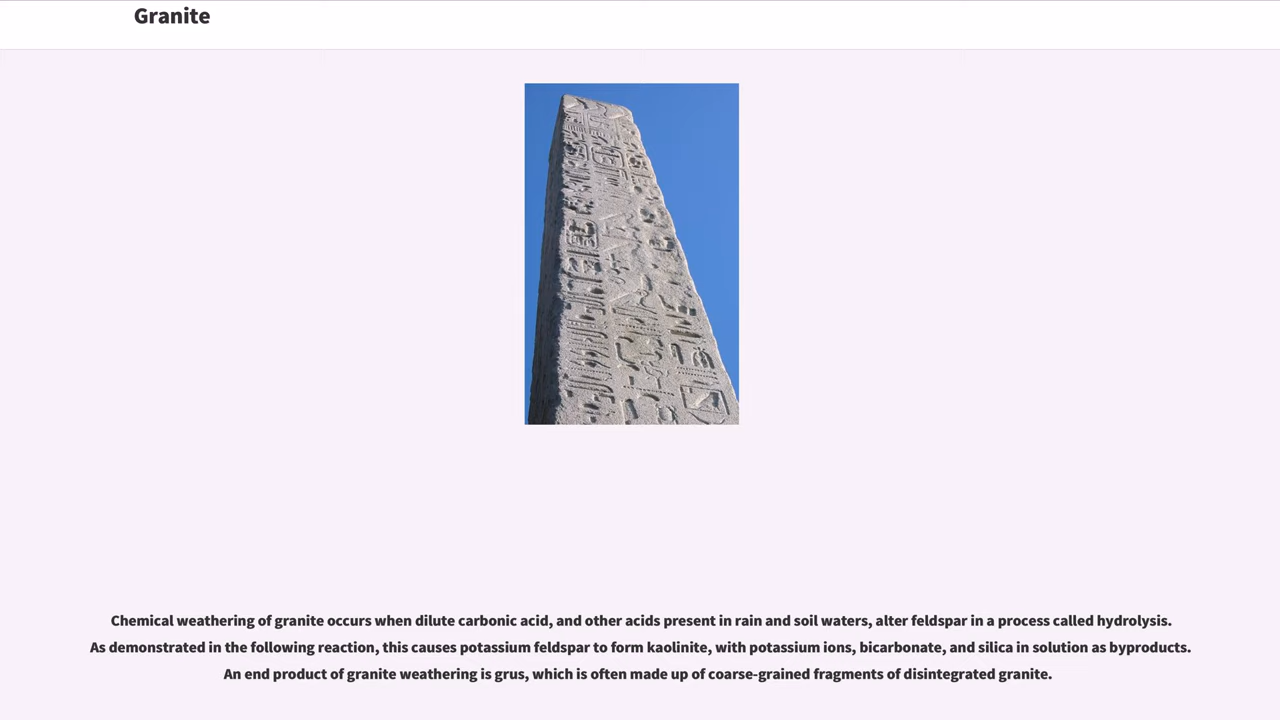 Granite
Chemical weathering of granite occurs when dilute carbonic acid, and other acids present in rain and soil waters, alter feldspar in a process called hydrolysis.
As demonstrated in the following reaction, this causes potassium feldspar to form kaolinite, with potassium ions, bicarbonate, and silica in solution as byproducts.
An end product of granite weathering is grus, which is often made up of coarse-grained fragments of disintegrated granite.